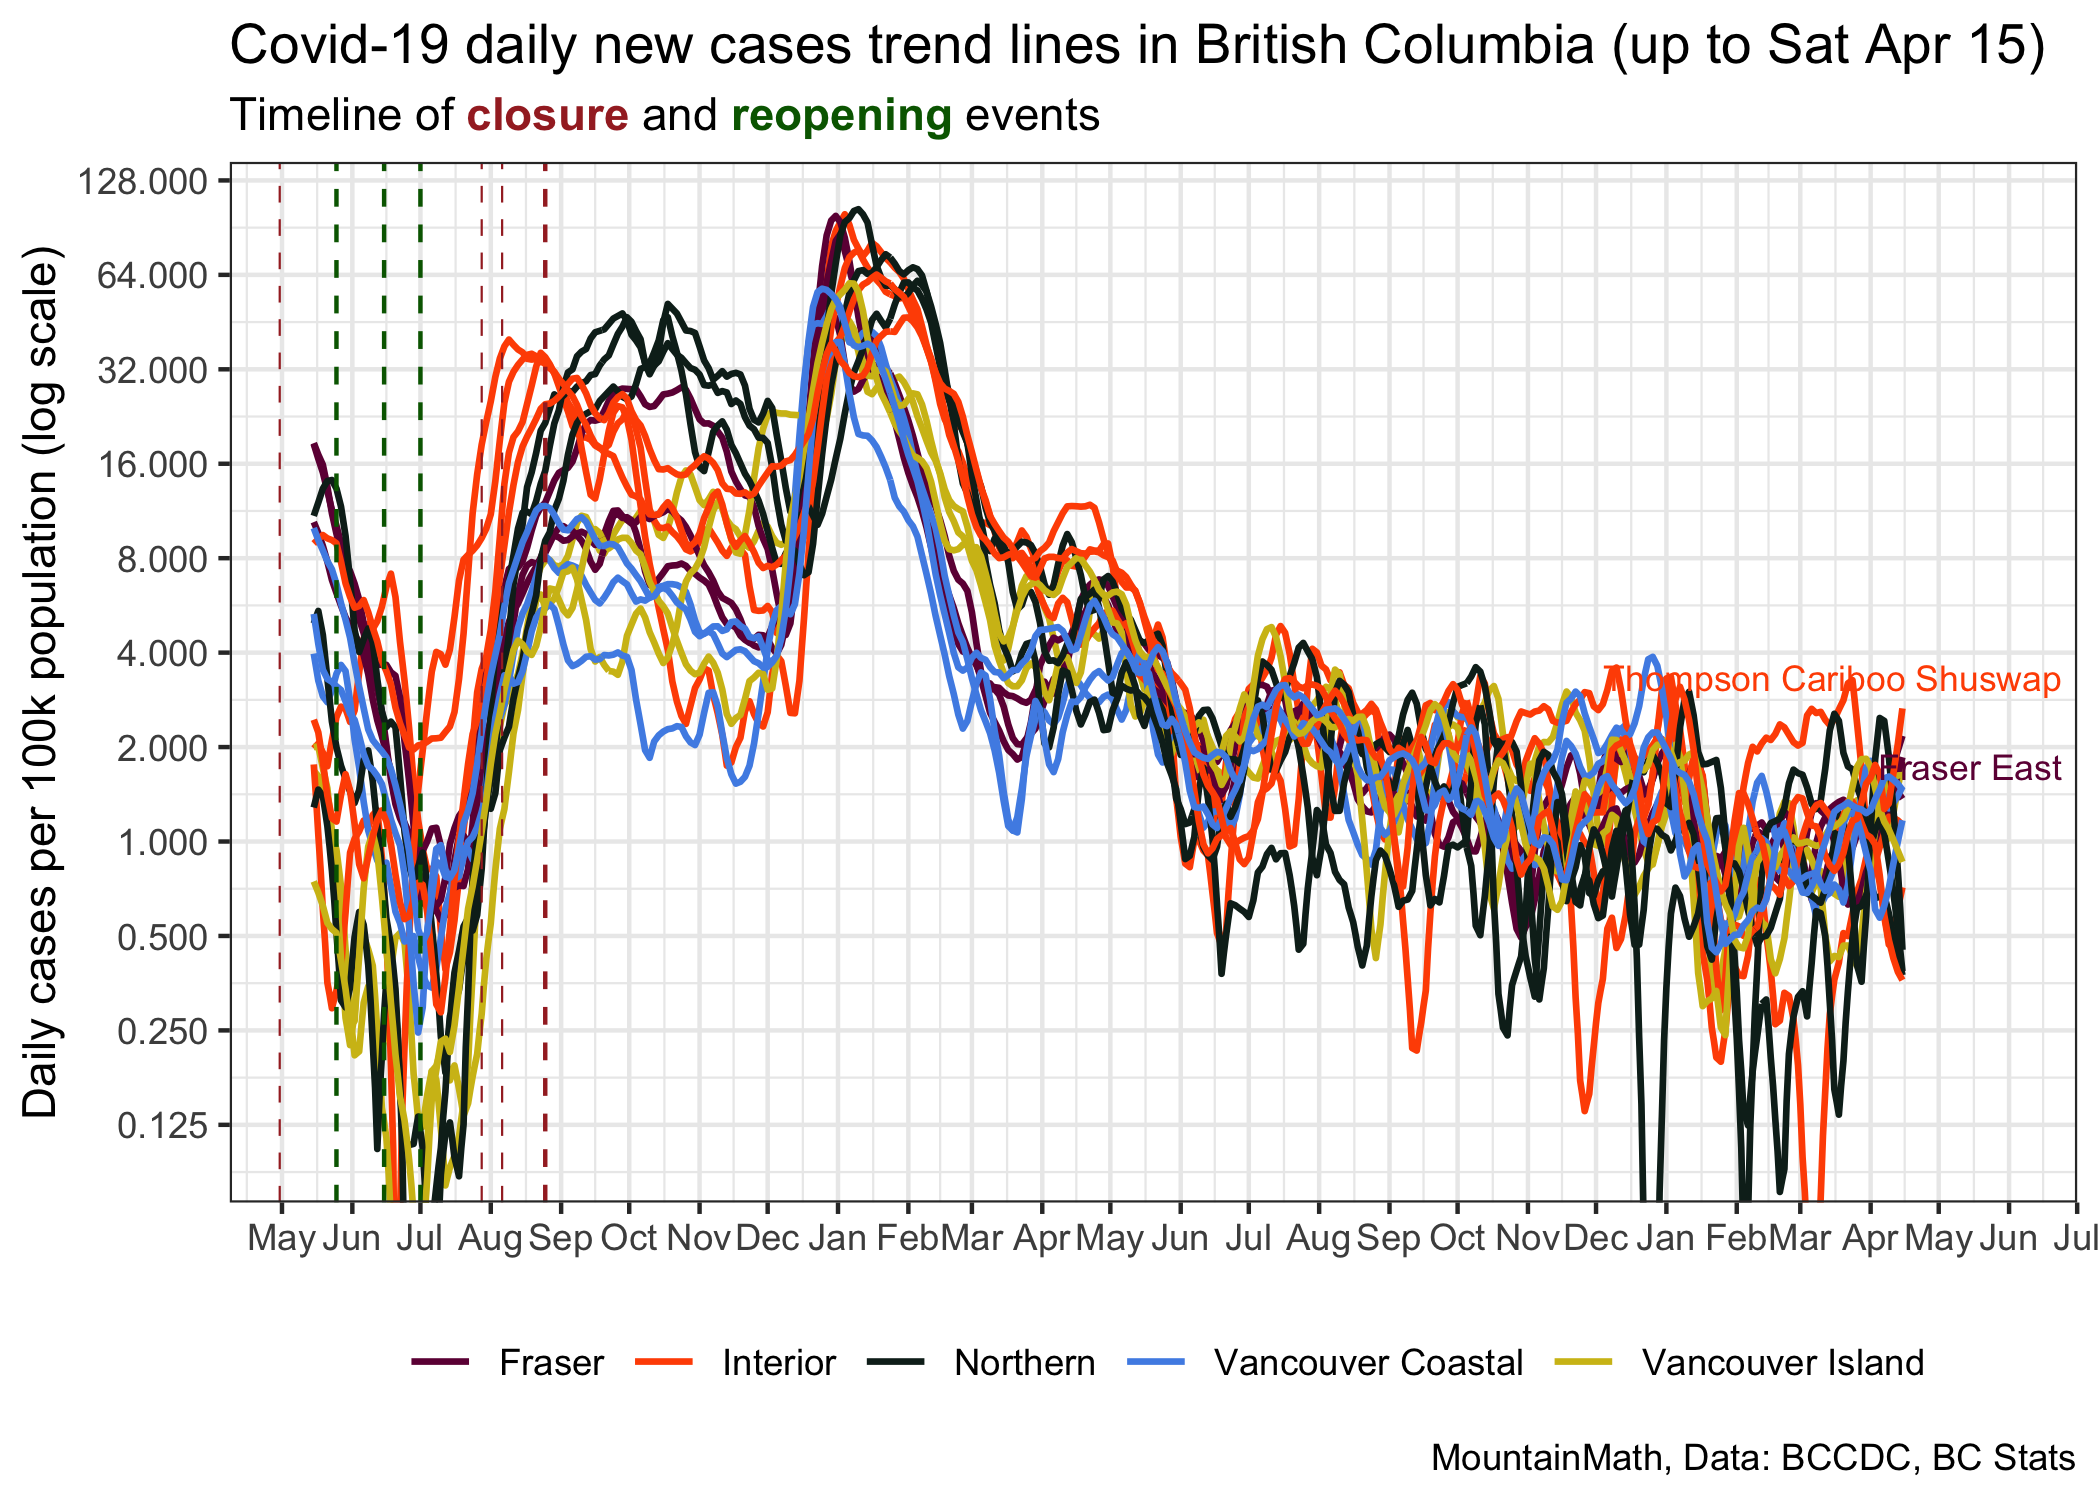 Covid-19 daily new cases trend lines in British Columbia (up to Sat Apr 15)
Timeline of closure and reopening events
Daily cases per 100k population (log scale)
128.000
64.000
32.000
16.000
8.000
4.000
2.000
1.000
0.500
0.250
0.125
Thompson Cariboo Shuswap
Fraser East
May Jun Jul Aug Sep Oct Nov Dec Jan Feb Mar Apr May Jun Jul Aug Sep Oct Nov Dec Jan Feb Mar Apr May Jun Jul
Fraser Interior Northern Vancouver Coastal Vancouver Island
MountainMath, Data: BCCDC, BC Stats